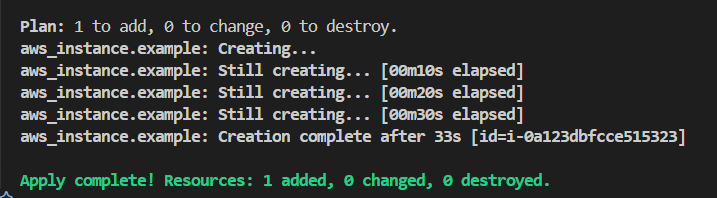 Plan: 1 to add, 0 to change, 0 to destroy.
aws_instance.example: Creating...
aws_instance.example: Still creating... [00m10s elapsed]
aws_instance.example: Still creating... [00m20s elapsed]
aws_instance.example: Still creating... [00m30s elapsed]
aws_instance.example: Creation complete after 33s [id=i-0a123dbfcce515323]
Apply complete! Resources: 1 added, 0 changed, 0 destroyed.